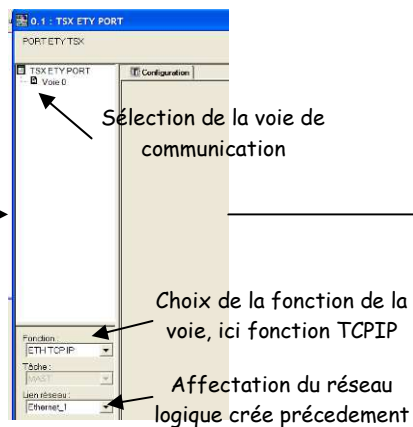 0.1 : TSX ETY PORT
PORT ETY TSX
TSX ETY PORT
Voie 0
Configuration
Sélection de la voie de
communication
Choix de la fonction de la
voie, ici fonction TCPIP
Fonction :
ETH TCP IP
Tâche :
MAST
Affectation du réseau
logique crée précedement
Lien réseau :
Ethernet_1